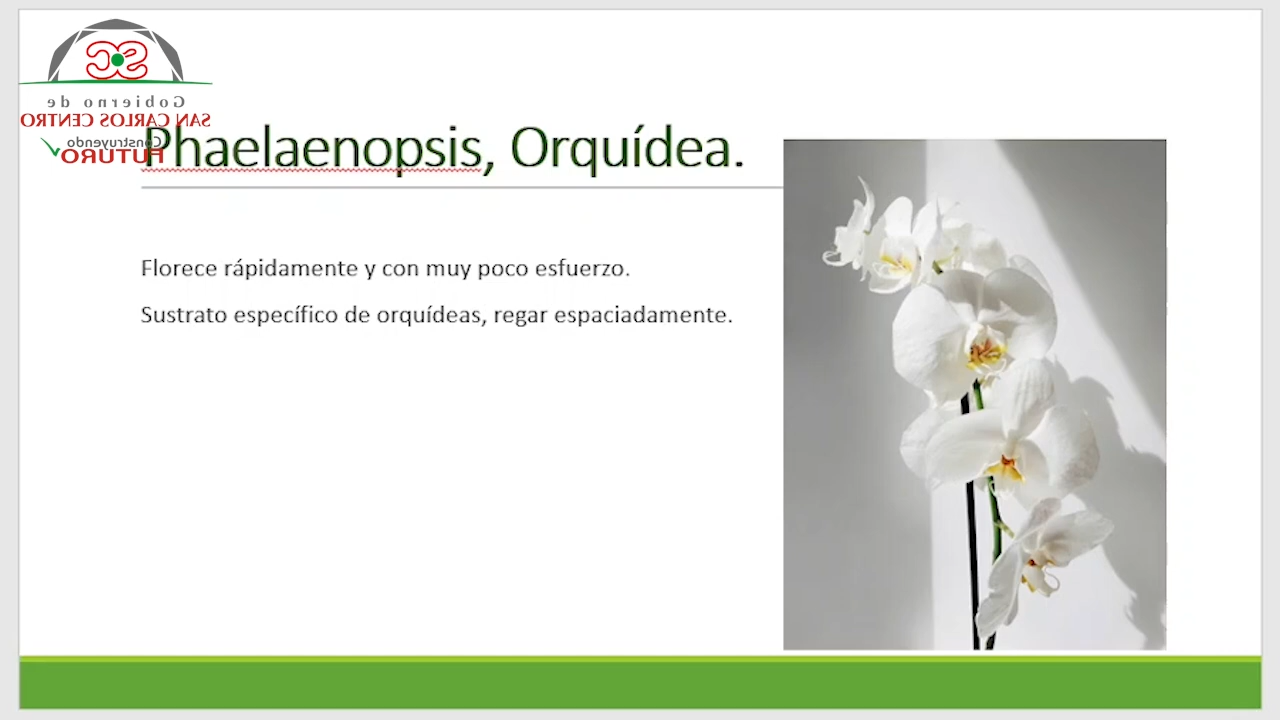 SC
Gobierno de
SAN CARLOS CENTRO
Construyendo
FUTURO
Phaelaenopsis, Orquídea.
Florece rápidamente y con muy poco esfuerzo.
Sustrato específico de orquídeas, regar espaciadamente.